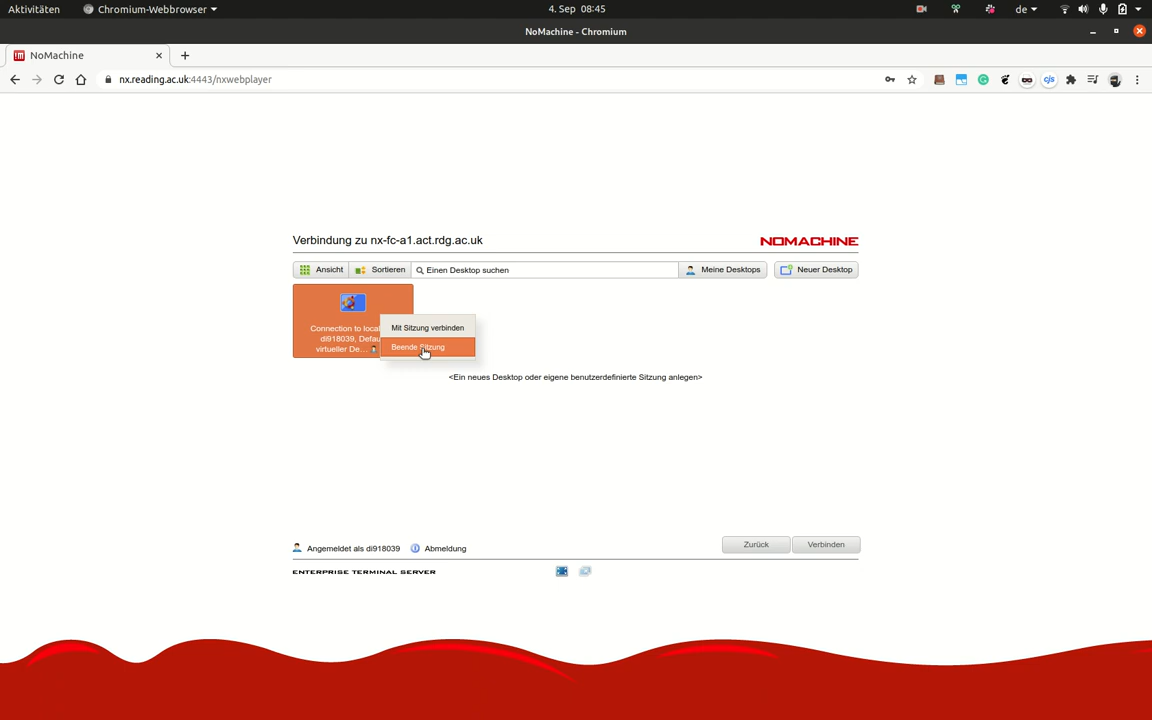 Aktivitäten
Chromium-Webbrowser
4. Sep 08:45
de
NoMachine - Chromium
NoMachine
nx.reading.ac.uk:4443/nxwebplayer
cjs
Verbindung zu nx-fc-a1.act.rdg.ac.uk
NOMACHINE
Ansicht
Sortieren
Einen Desktop suchen
Meine Desktops
Neuer Desktop
Connection to local
di918039, Defau
virtueller De...
Mit Sitzung verbinden
Beende Sitzung
<Ein neues Desktop oder eigene benutzerdefinierte Sitzung anlegen>
Angemeldet als di918039
Abmeldung
Zurück
Verbinden
ENTERPRISE TERMINAL SERVER